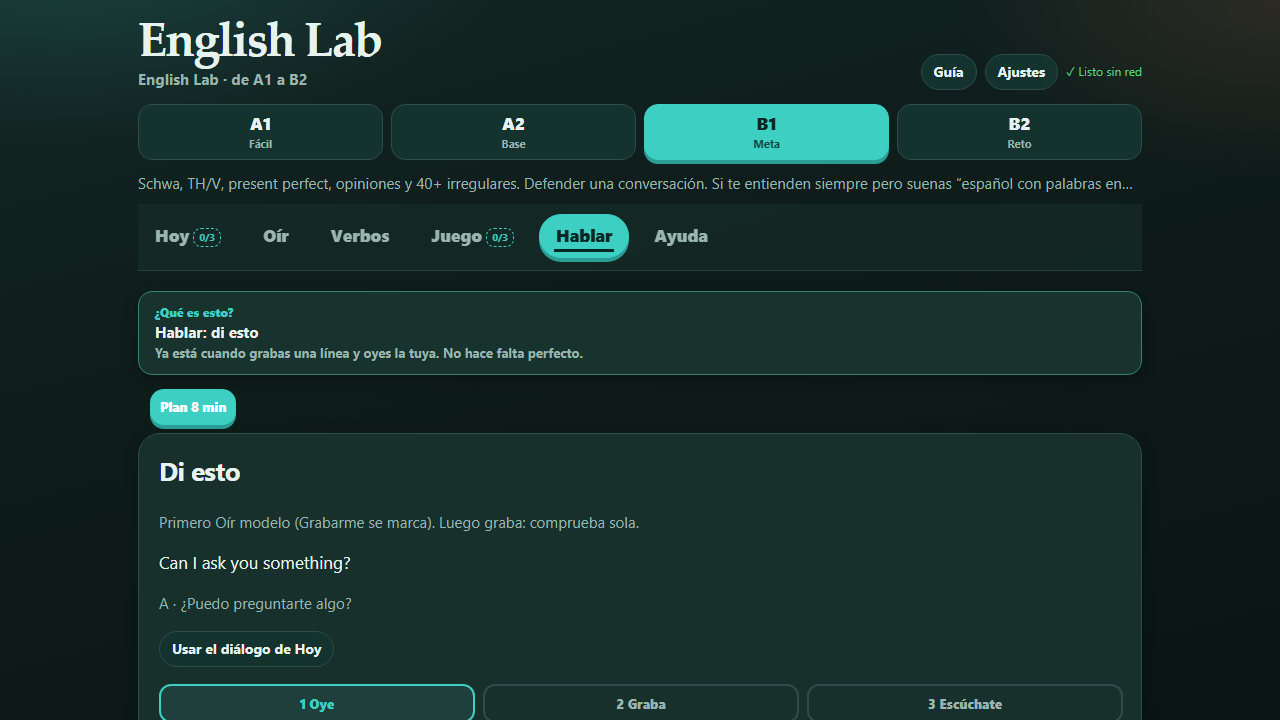 English Lab
English Lab · de A1 a B2
Guía
Ajustes
✓ Listo sin red
A1
Fácil
A2
Base
B1
Meta
B2
Reto
Schwa, TH/V, present perfect, opiniones y 40+ irregulares. Defender una conversación. Si te entienden siempre pero suenas “español con palabras en…
Hoy 0/3
Oír
Verbos
Juego 0/3
Hablar
Ayuda
¿Qué es esto?
Hablar: di esto
Ya está cuando grabas una línea y oyes la tuya. No hace falta perfecto.
Plan 8 min
Di esto
Primero Oír modelo (Grabarme se marca). Luego graba: comprueba sola.
Can I ask you something?
A · ¿Puedo preguntarte algo?
Usar el diálogo de Hoy
1 Oye
2 Graba
3 Escúchate